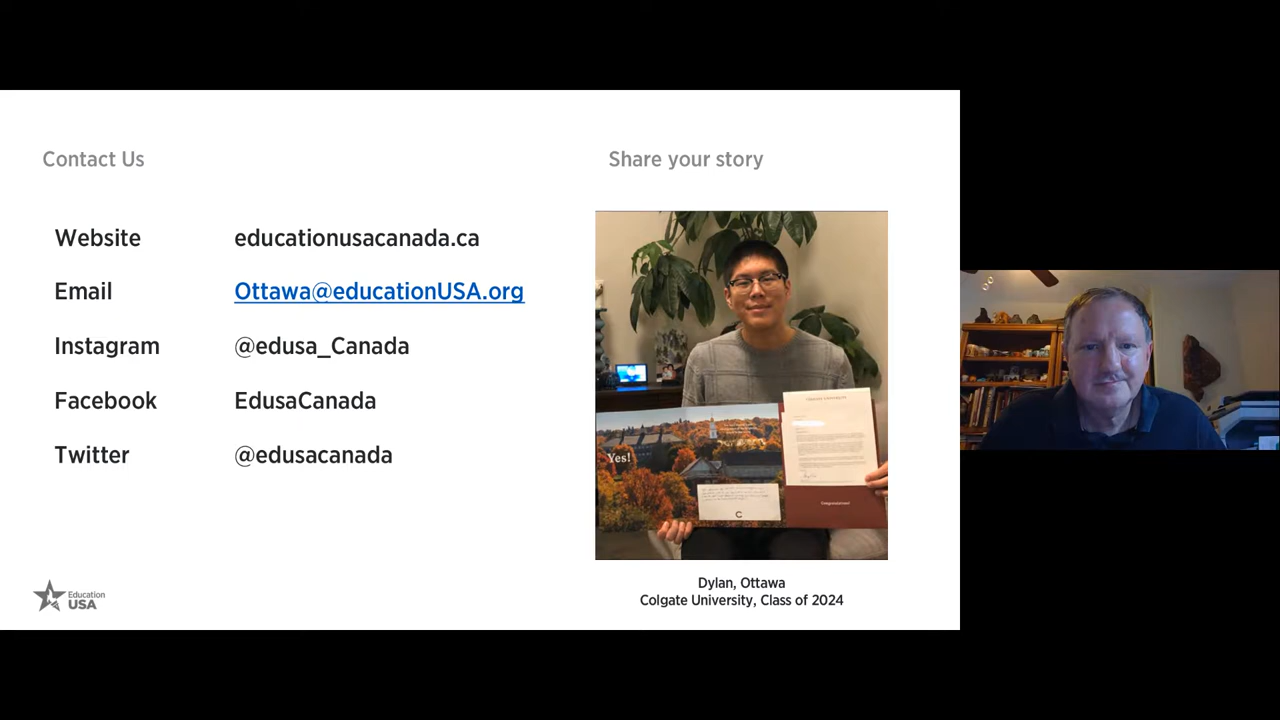 Contact Us
Share your story
Website educationusacanada.ca
Email Ottawa@educationUSA.org
Instagram @edusa_Canada
Facebook EdusaCanada
Twitter @edusacanada
Yes!
Congratulations!
C
Dylan, Ottawa
Colgate University, Class of 2024
Education
USA